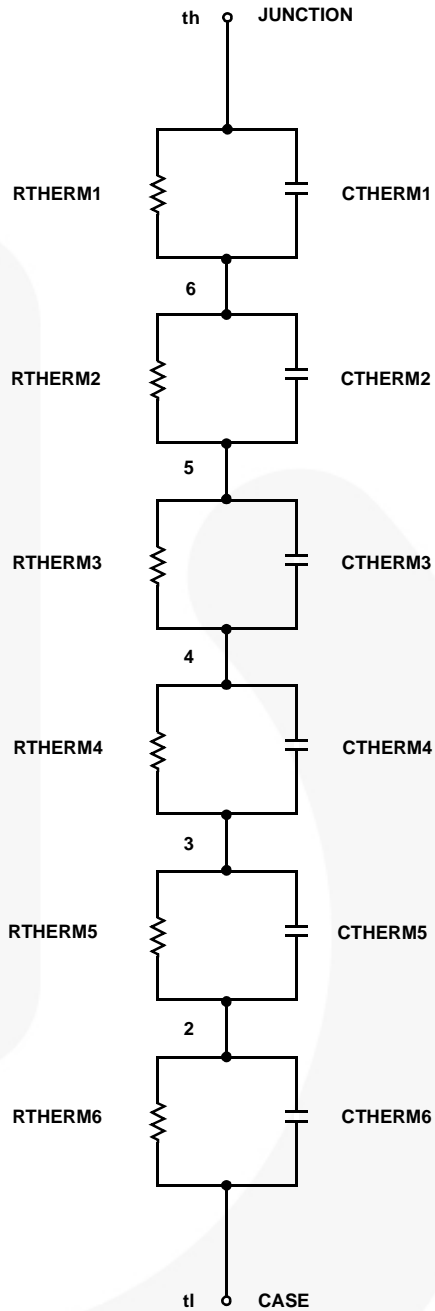 th JUNCTION
RTHERM1 CTHERM1
6
RTHERM2 CTHERM2
5
RTHERM3 CTHERM3
4
RTHERM4 CTHERM4
3
RTHERM5 CTHERM5
2
RTHERM6 CTHERM6
tl CASE